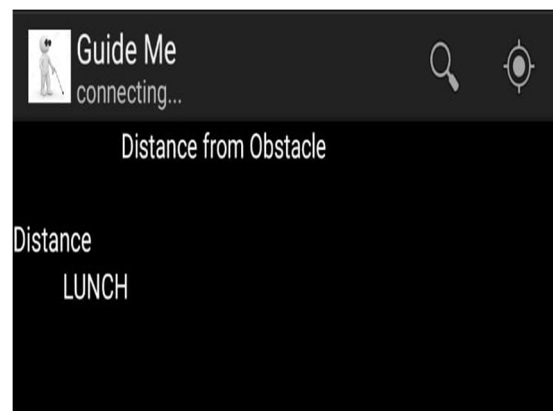 Guide Me
connecting...
Distance from Obstacle
Distance
LUNCH